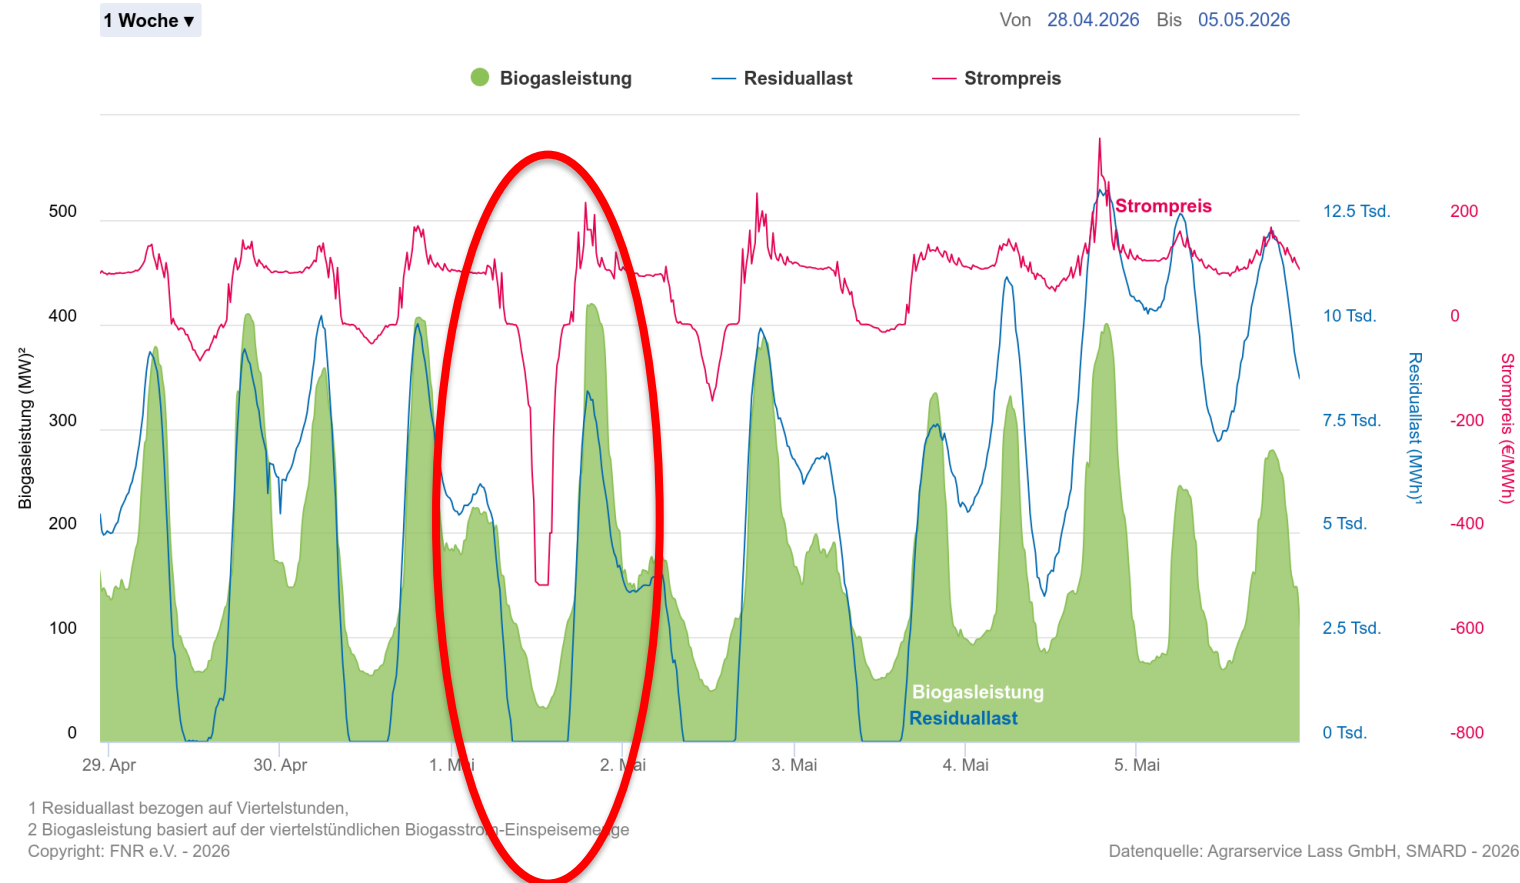 1 Woche ▼
Von 28.04.2026 Bis 05.05.2026
Biogasleistung Residuallast Strompreis
Biogasleistung (MW)²
500
400
300
200
100
0
12.5 Tsd.
10 Tsd.
7.5 Tsd.
5 Tsd.
2.5 Tsd.
0 Tsd.
Residuallast (MWh)¹
200
0
-200
-400
-600
-800
Strompreis (€/MWh)
Strompreis
Biogasleistung
Residuallast
29. Apr 30. Apr 1. Mai 2. Mai 3. Mai 4. Mai 5. Mai
1 Residuallast bezogen auf Viertelstunden,
2 Biogasleistung basiert auf der viertelstündlichen Biogasstrom-Einspeisemenge
Copyright: FNR e.V. - 2026
Datenquelle: Agrarservice Lass GmbH, SMARD - 2026